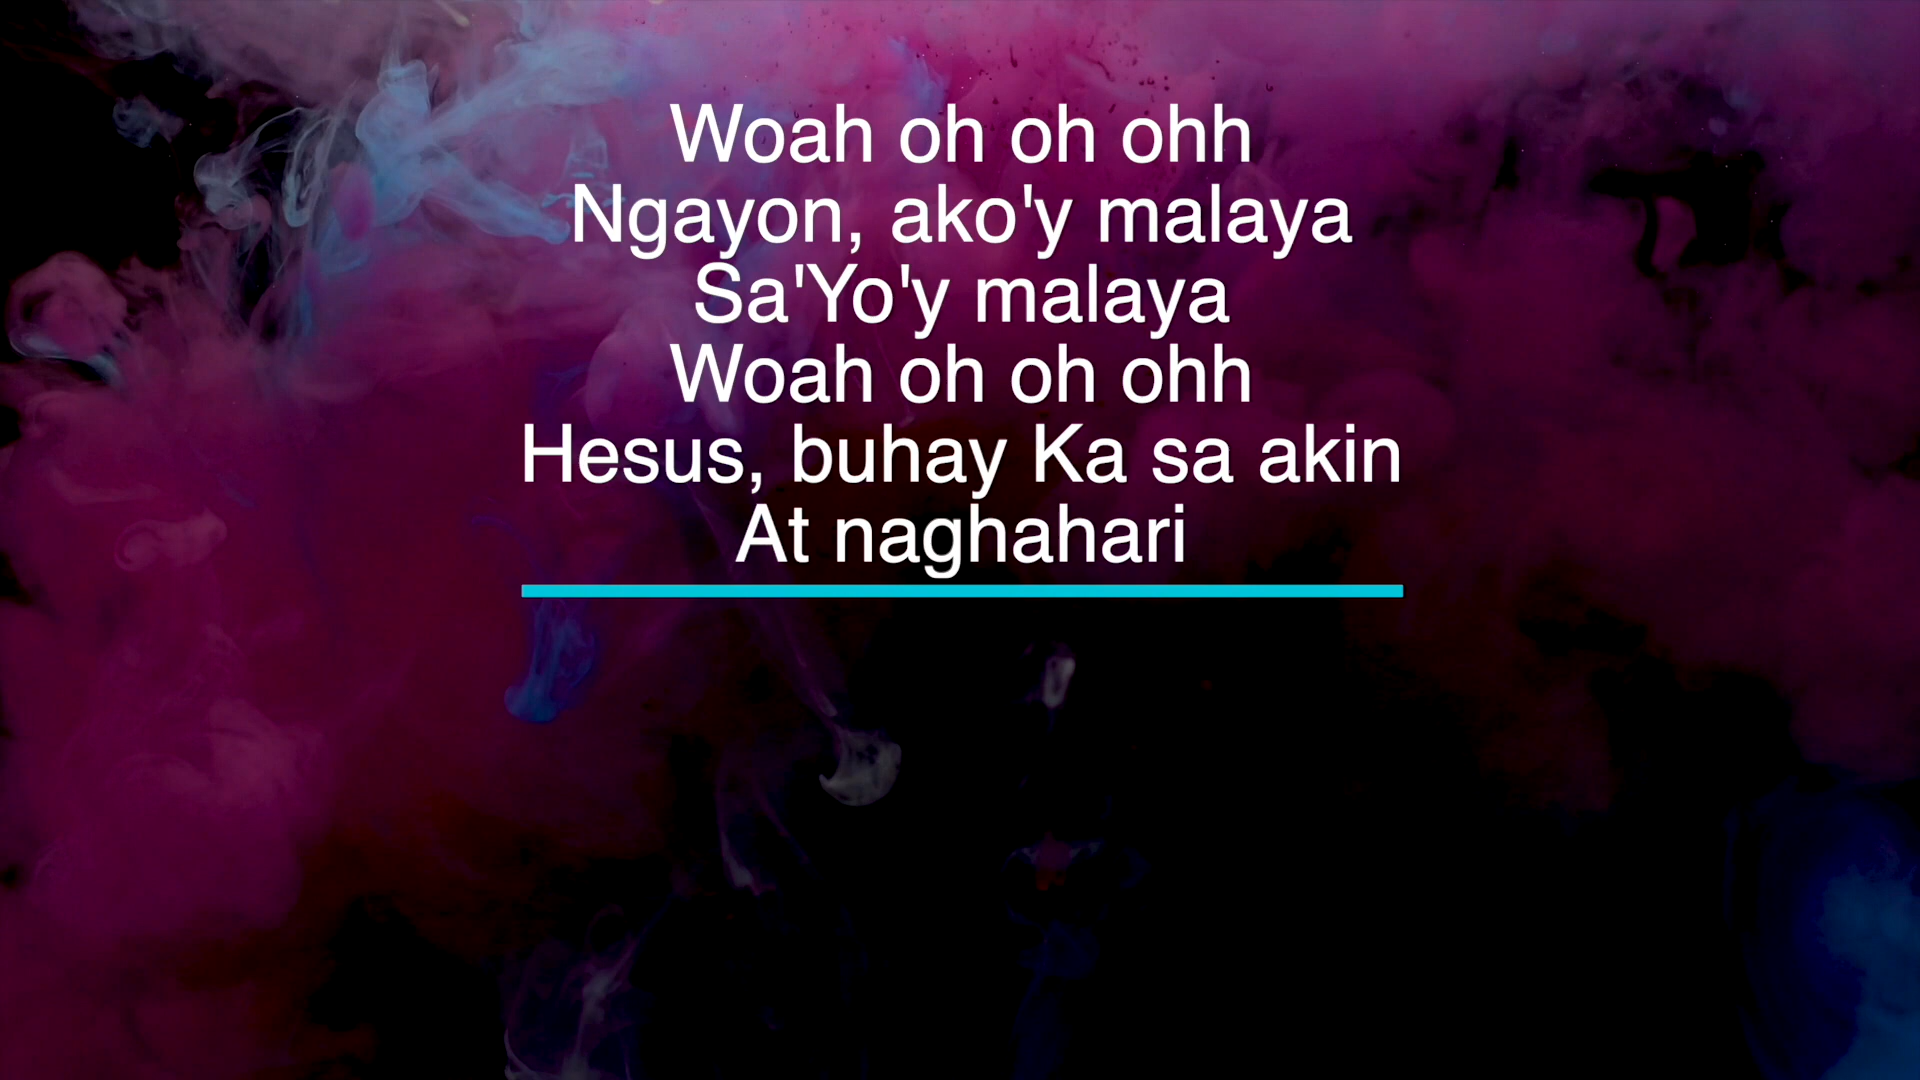 Woah oh oh ohh
Ngayon, ako'y malaya
Sa'Yo'y malaya
Woah oh oh ohh
Hesus, buhay Ka sa akin
At naghahari